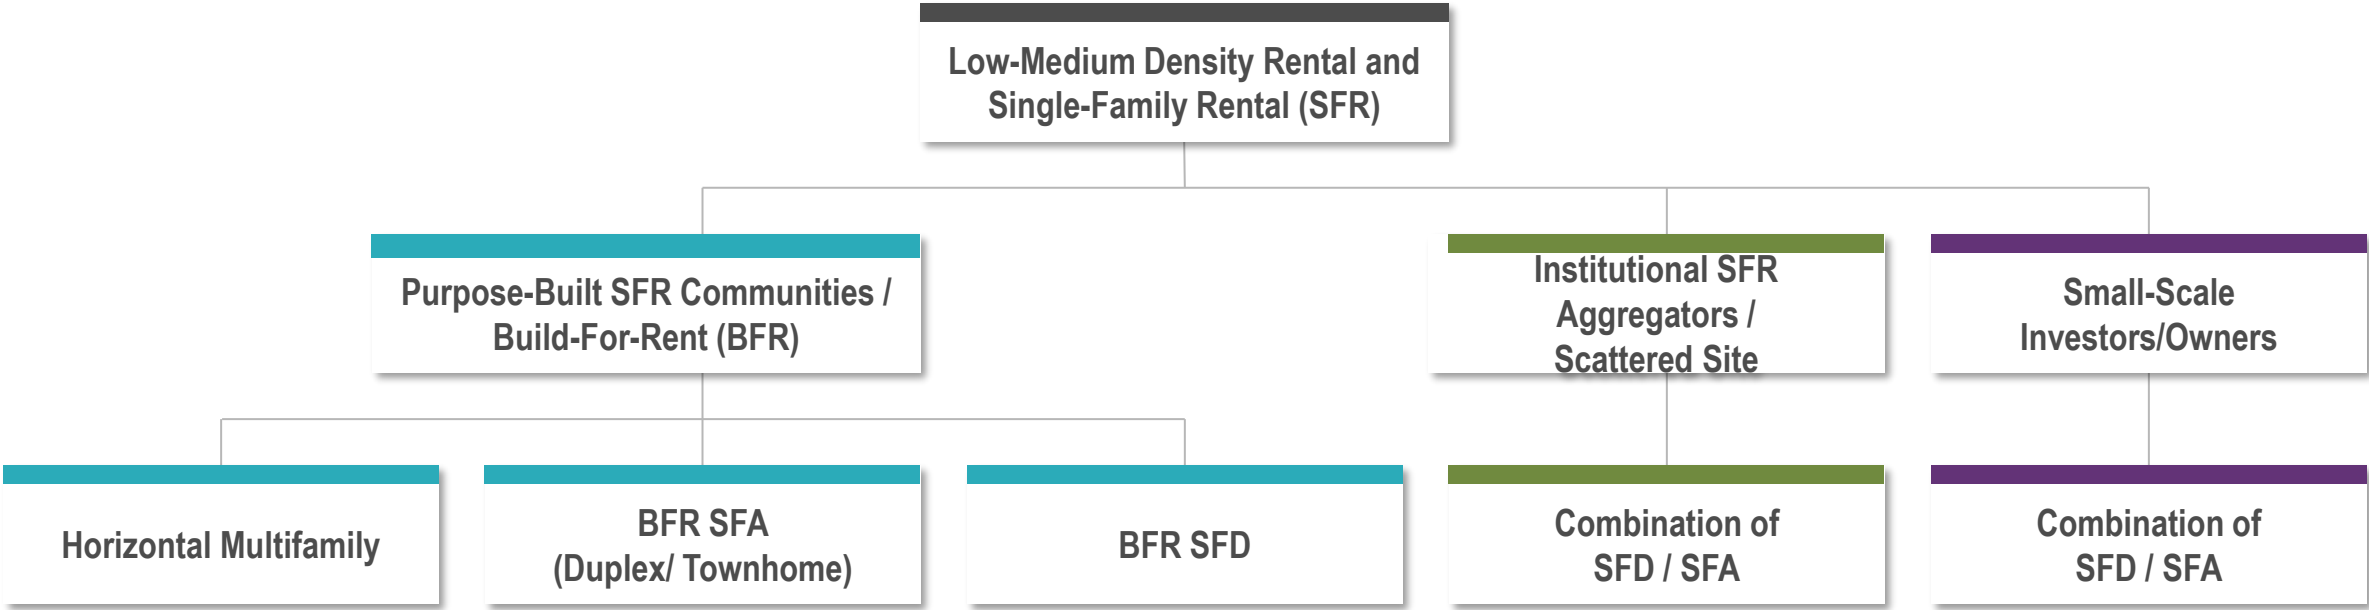 Low-Medium Density Rental and
Single-Family Rental (SFR)
Purpose-Built SFR Communities /
Build-For-Rent (BFR)
Institutional SFR
Aggregators /
Scattered Site
Small-Scale
Investors/Owners
Horizontal Multifamily
BFR SFA
(Duplex/ Townhome)
BFR SFD
Combination of
SFD / SFA
Combination of
SFD / SFA